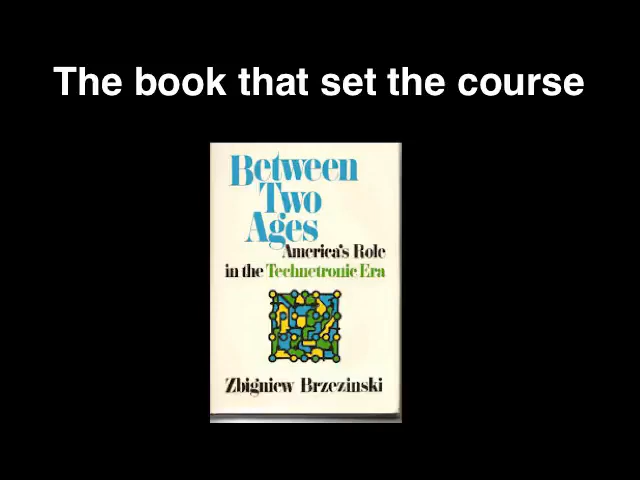 The book that set the course
Between
Two
Ages
America's Role
in the Technetronic Era
Zbigniew Brzezinski